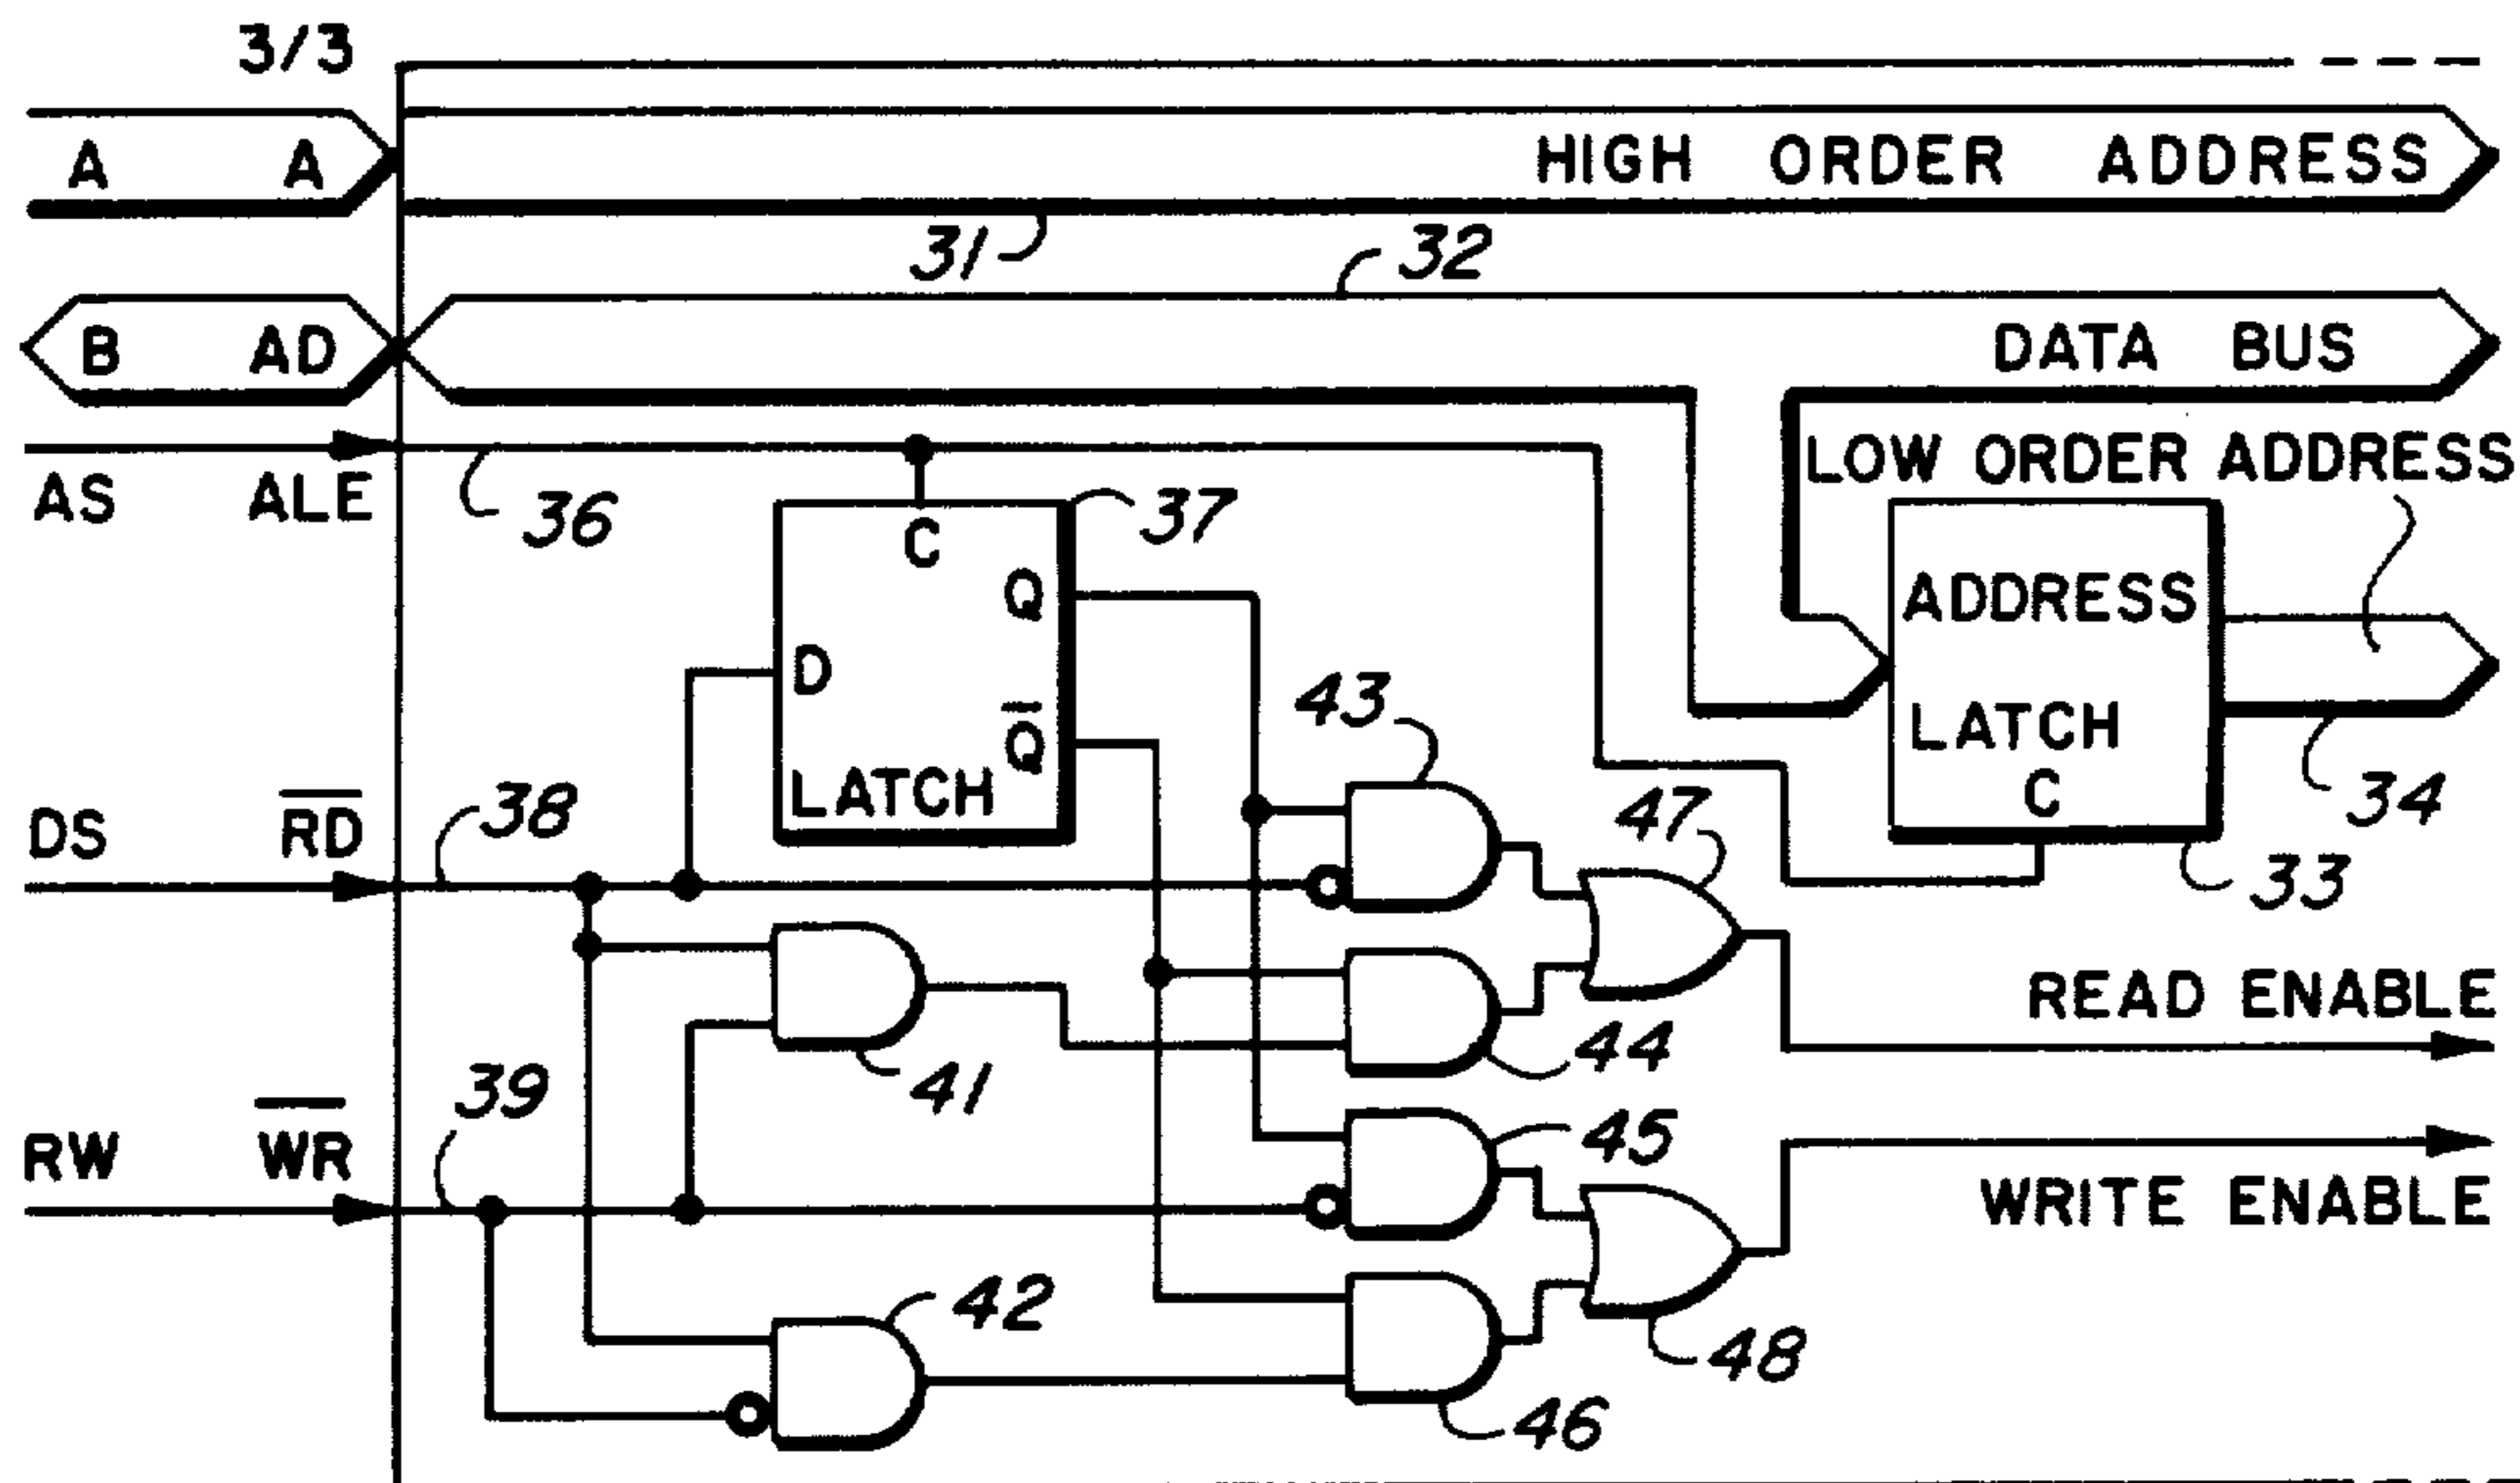 3/3
A A HIGH ORDER ADDRESS
31 32
B AD DATA BUS
AS ALE 36 LOW ORDER ADDRESS
C 37
Q
D
Q̅
LATCH
ADDRESS
LATCH
C
34
33
43
47
DS R̅D̅ 38
41
44
READ ENABLE
RW W̅R̅ 39
45
WRITE ENABLE
42
48
46